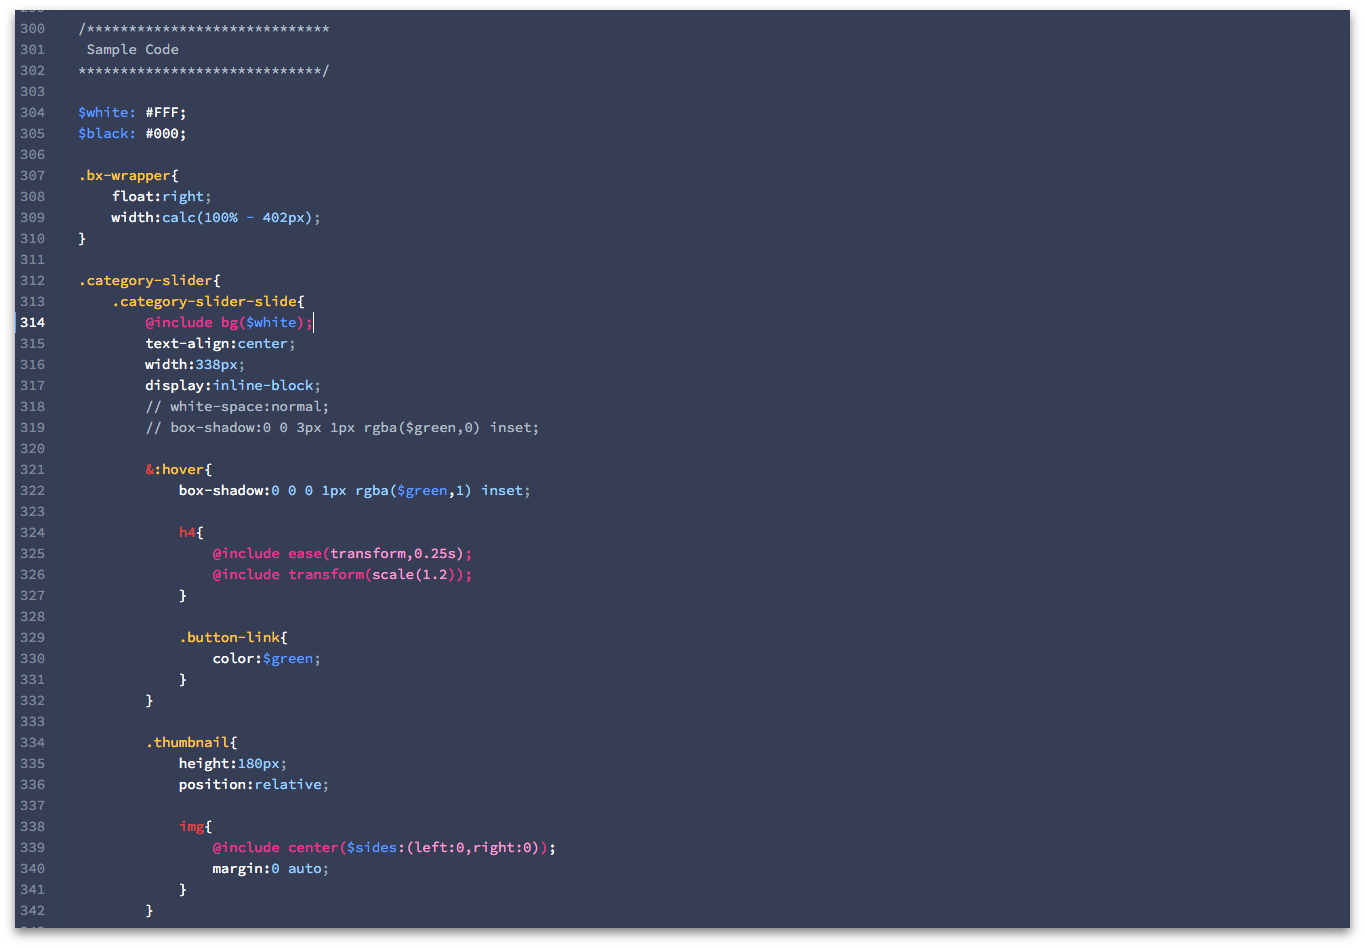 300 /*****************************
301  Sample Code
302 *****************************/
303
304 $white: #FFF;
305 $black: #000;
306
307 .bx-wrapper{
308     float:right;
309     width:calc(100% - 402px);
310 }
311
312 .category-slider{
313     .category-slider-slide{
314         @include bg($white);
315         text-align:center;
316         width:338px;
317         display:inline-block;
318         // white-space:normal;
319         // box-shadow:0 0 3px 1px rgba($green,0) inset;
320
321         &:hover{
322             box-shadow:0 0 0 1px rgba($green,1) inset;
323
324             h4{
325                 @include ease(transform,0.25s);
326                 @include transform(scale(1.2));
327             }
328
329             .button-link{
330                 color:$green;
331             }
332         }
333
334         .thumbnail{
335             height:180px;
336             position:relative;
337
338             img{
339                 @include center($sides:(left:0,right:0));
340                 margin:0 auto;
341             }
342         }